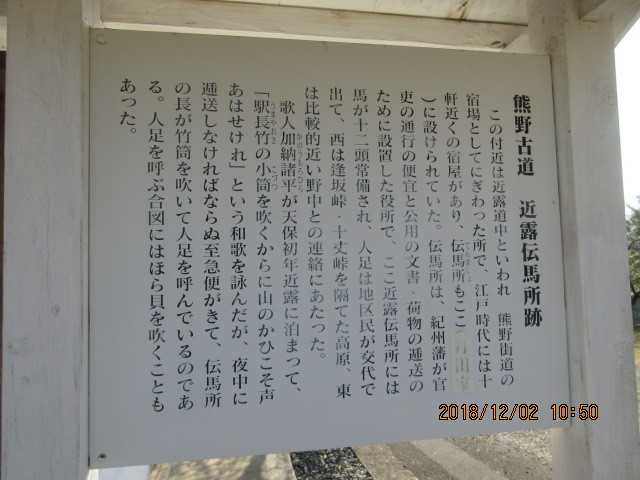 熊野古道　近露伝馬所跡
この付近は近露道中といわれ　熊野街道の
宿場としてにぎわった所で、江戸時代には十
軒近くの宿屋があり、伝馬所もここ
)に設けられていた。伝馬所は、紀州藩が官
吏の通行の便宜と公用の文書・荷物の逓送の
ために設置した役所で、ここ近露伝馬所には
馬が十二頭常備され、人足は地区民が交代で
出て、西は逢坂峠・十丈峠を隔てた高原、東
は比較的近い野中との連絡にあたった。
歌人加納諸平が天保初年近露に泊まって、
「駅長竹の小筒を吹くからに山のかひこそ声
あはせけれ」という和歌を詠んだが、夜中に
逓送しなければならぬ至急便がきて、伝馬所
の長が竹筒を吹いて人足を呼んでいるのであ
る。人足を呼ぶ合図にはほら貝を吹くことも
あった。
2018/12/02 10:50